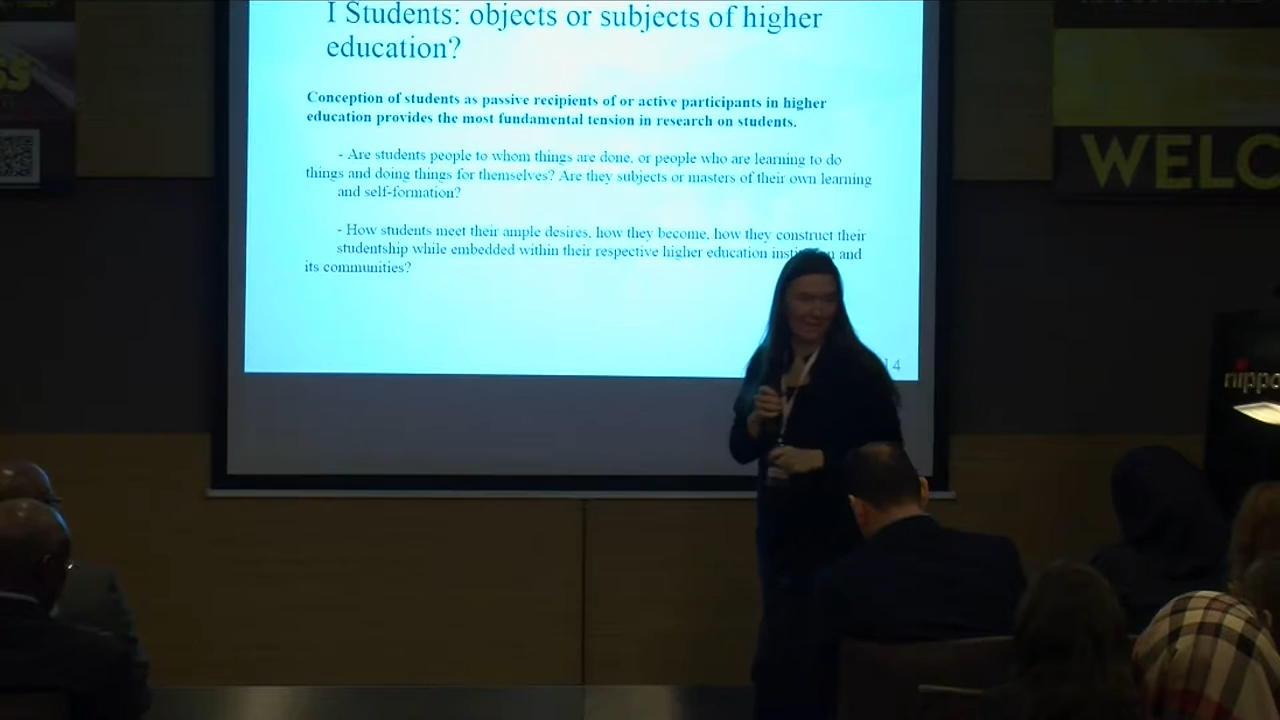 I Students: objects or subjects of higher
education?
Conception of students as passive recipients of or active participants in higher
education provides the most fundamental tension in research on students.
- Are students people to whom things are done, or people who are learning to do
things and doing things for themselves? Are they subjects or masters of their own learning
and self-formation?
- How students meet their ample desires, how they become, how they construct their
studentship while embedded within their respective higher education and
its communities?
14
WELC
nippo